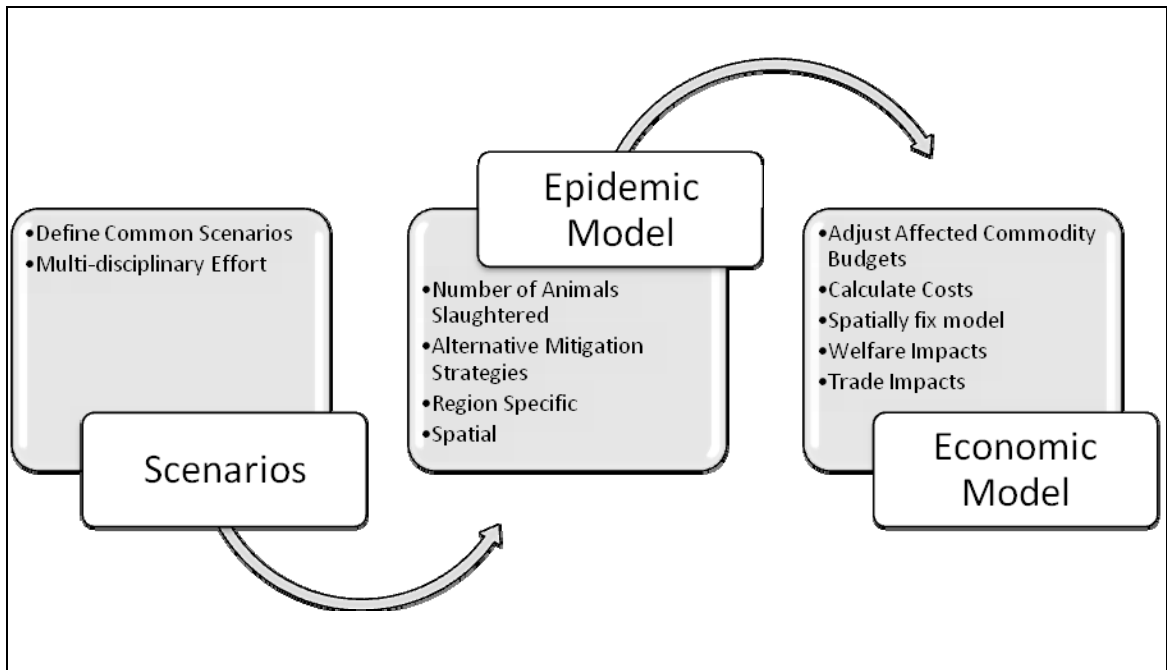 •Define Common Scenarios
•Multi-disciplinary Effort
Scenarios
Epidemic
Model
•Number of Animals
Slaughtered
•Alternative Mitigation
Strategies
•Region Specific
•Spatial
•Adjust Affected Commodity
Budgets
•Calculate Costs
•Spatially fix model
•Welfare Impacts
•Trade Impacts
Economic
Model